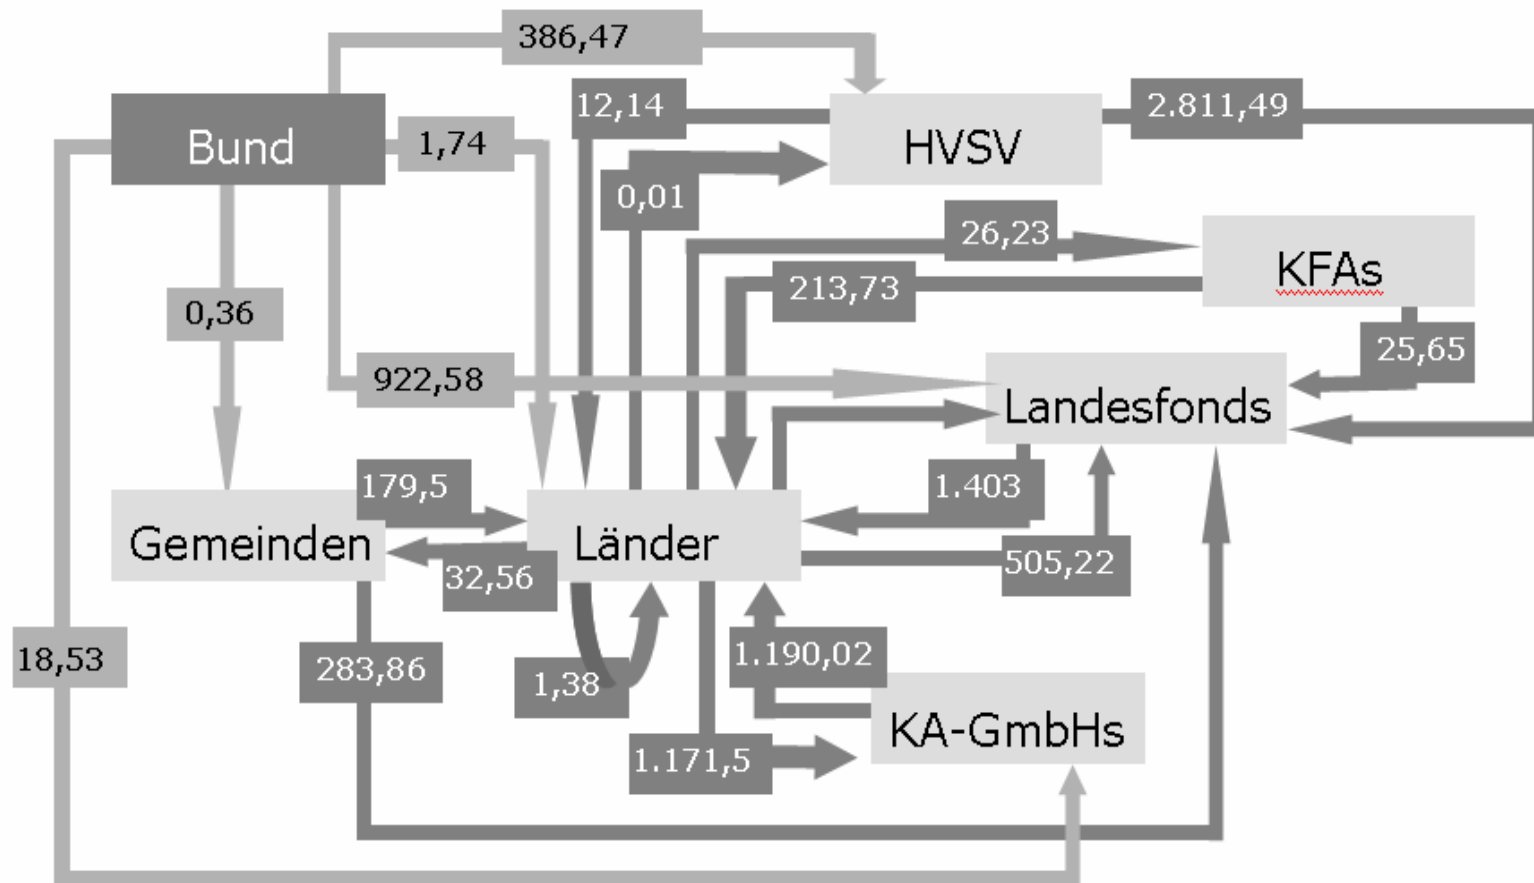 386,47
12,14
2.811,49
Bund
1,74
HVSV
0,01
26,23
KFAs
213,73
0,36
25,65
922,58
Landesfonds
179,5
1.403
Gemeinden
Länder
32,56
505,22
18,53
283,86
1,38
1.190,02
KA-GmbHs
1.171,5